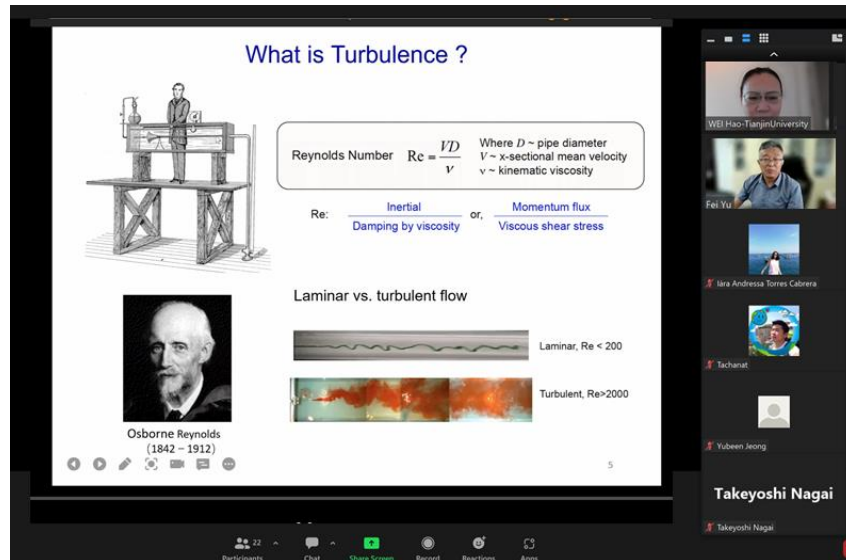 What is Turbulence ?
Reynolds Number Re = VD / ν
Where D ~ pipe diameter
V ~ x-sectional mean velocity
ν ~ kinematic viscosity
Re: Inertial / Damping by viscosity or, Momentum flux / Viscous shear stress
Laminar vs. turbulent flow
Laminar, Re < 200
Turbulent, Re>2000
Osborne Reynolds
(1842 – 1912)
5
WEI Hao-TianjinUniversity
Fei Yu
Iára Andressa Torres Cabrera
Tachanat
Yubeen Jeong
Takeyoshi Nagai
Takeyoshi Nagai
22
Participants
Chat
Share Screen
Record
Reactions
Apps